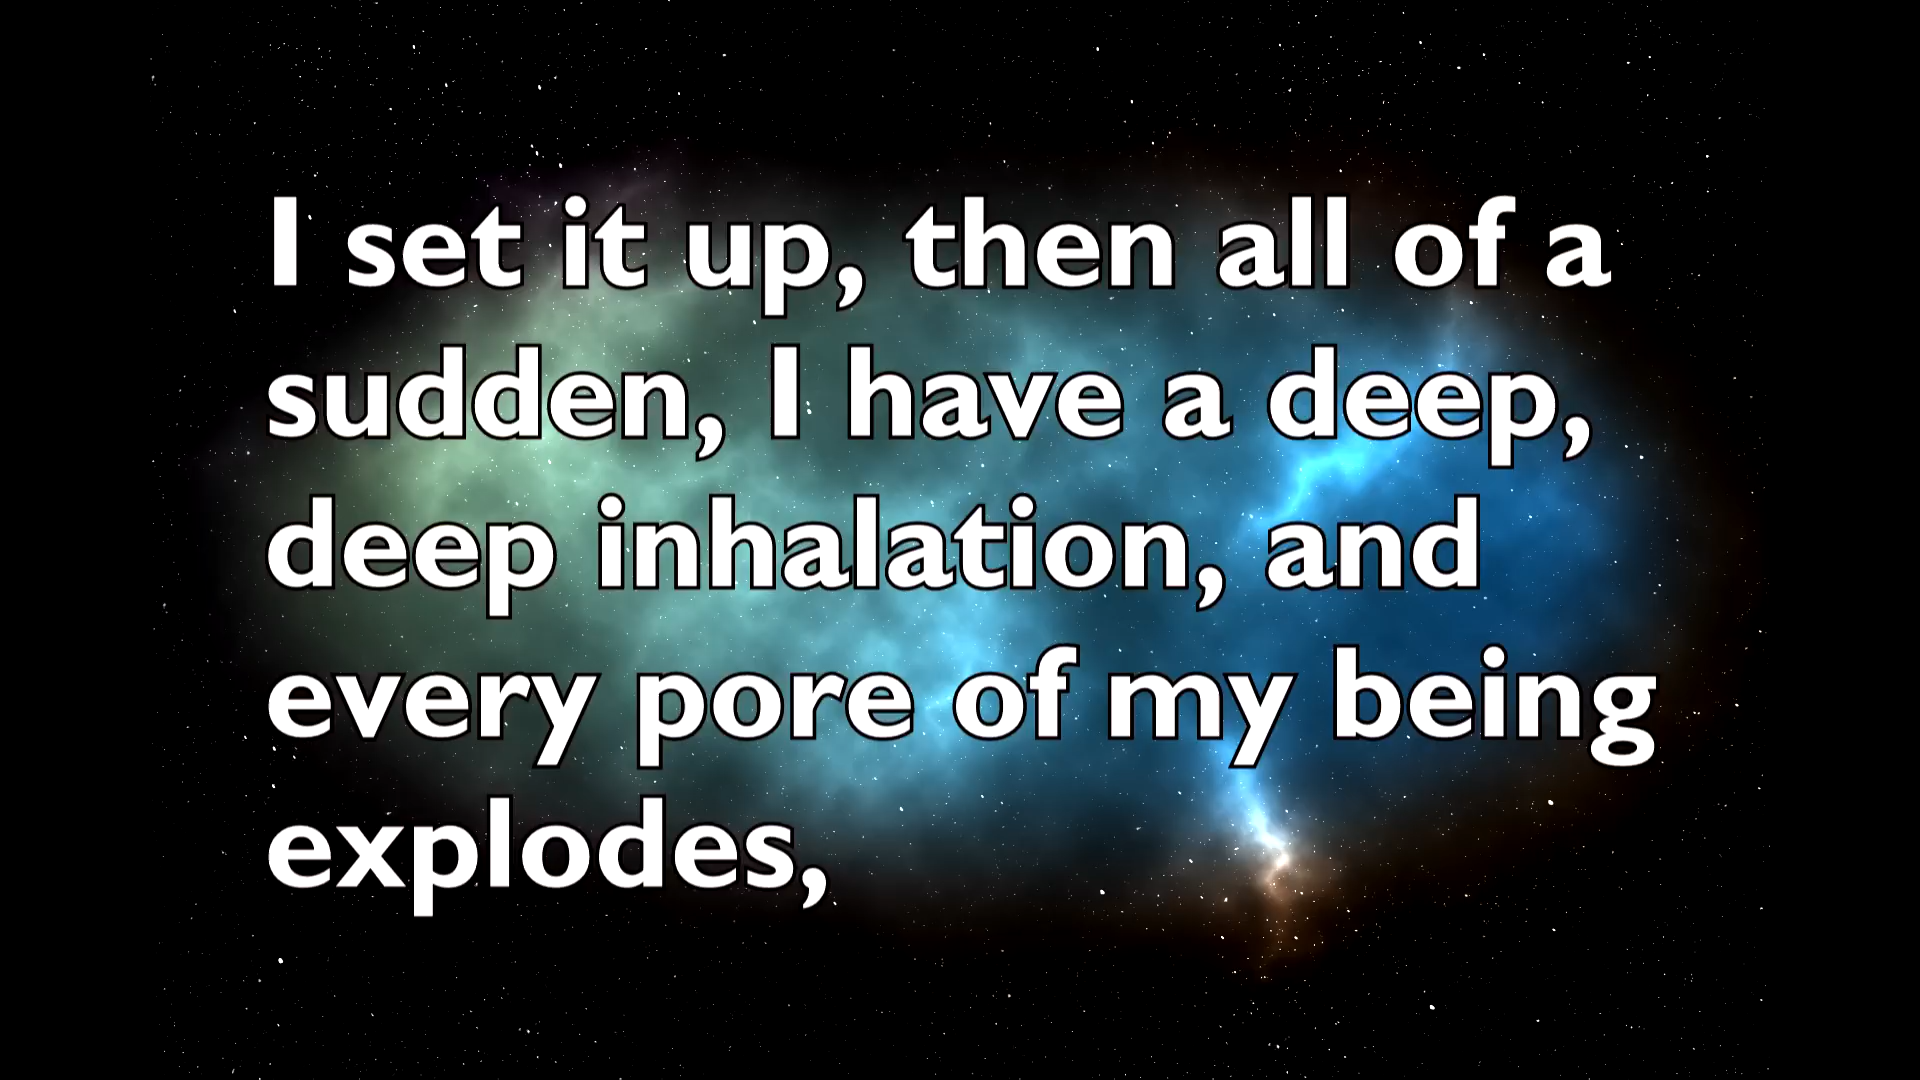 I set it up, then all of a
sudden, I have a deep,
deep inhalation, and
every pore of my being
explodes,